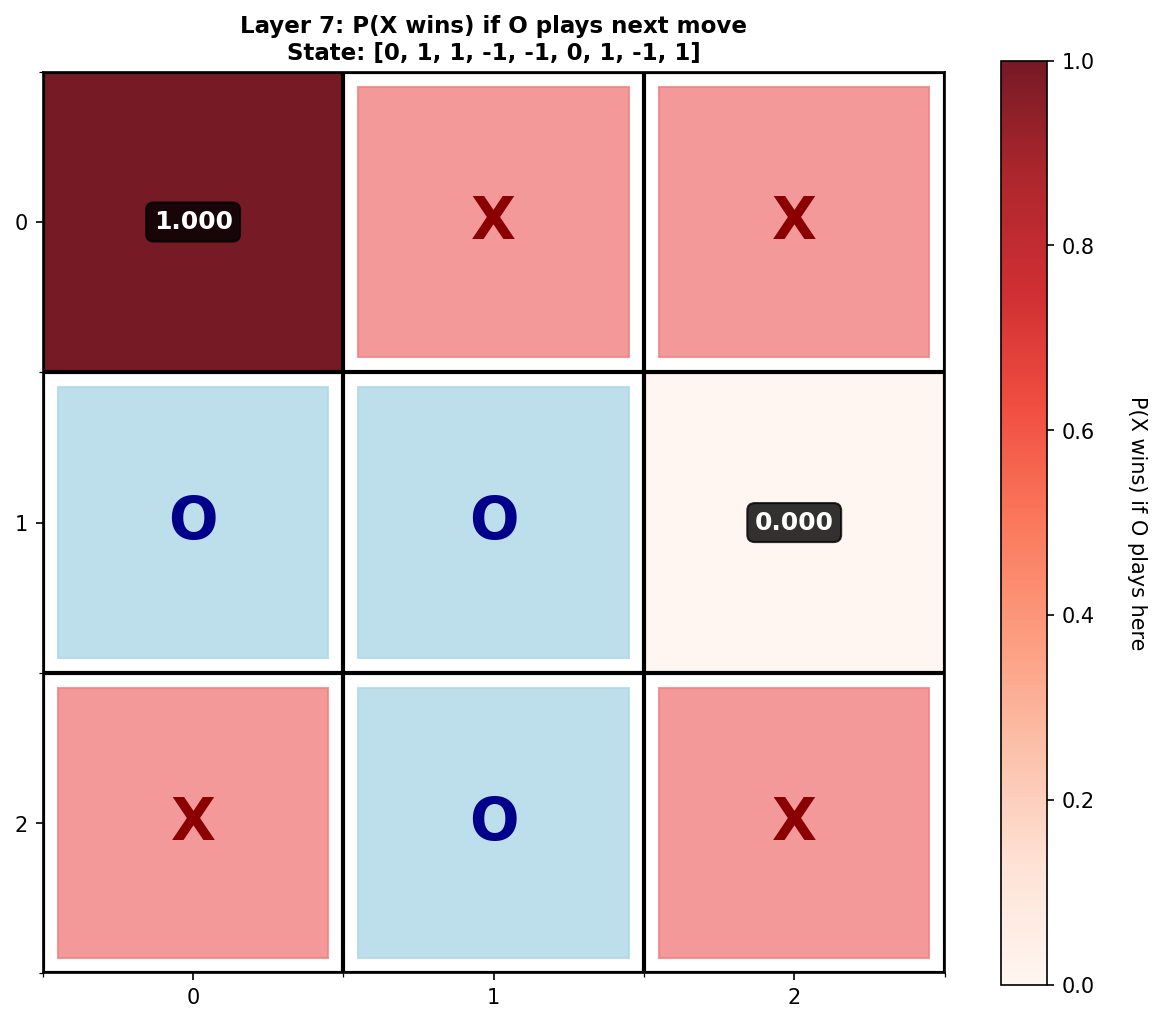 Layer 7: P(X wins) if O plays next move
State: [0, 1, 1, -1, -1, 0, 1, -1, 1]
0
1.000
X
X
1
O
O
0.000
2
X
O
X
0
1
2
1.0
0.8
0.6
0.4
0.2
0.0
P(X wins) if O plays here